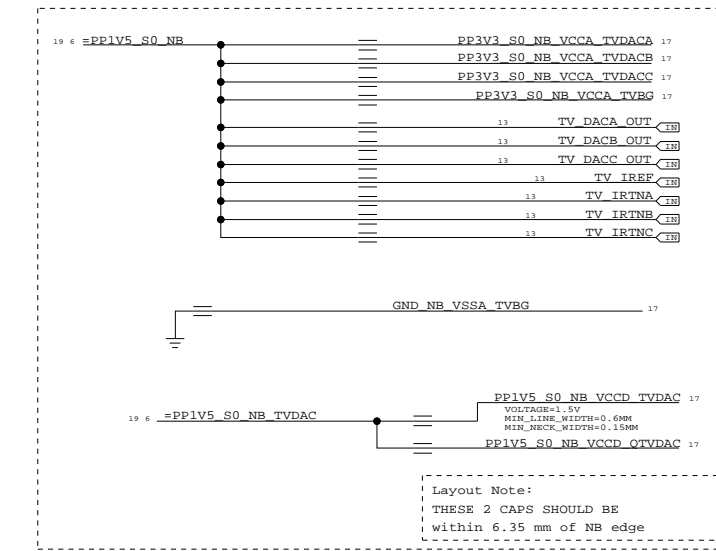 19 6 =PP1V5_S0_NB
PP3V3_S0_NB_VCCA_TVDACA 17
PP3V3_S0_NB_VCCA_TVDACB 17
PP3V3_S0_NB_VCCA_TVDACC 17
PP3V3_S0_NB_VCCA_TVBG 17
13 TV_DACA_OUT IN
13 TV_DACB_OUT IN
13 TV_DACC_OUT IN
13 TV_IREF IN
13 TV_IRTNA IN
13 TV_IRTNB IN
13 TV_IRTNC IN
GND_NB_VSSA_TVBG 17
PP1V5_S0_NB_VCCD_TVDAC 17
VOLTAGE=1.5V
MIN_LINE_WIDTH=0.6MM
MIN_NECK_WIDTH=0.15MM
19 6 =PP1V5_S0_NB_TVDAC
PP1V5_S0_NB_VCCD_QTVDAC 17
Layout Note:
THESE 2 CAPS SHOULD BE
within 6.35 mm of NB edge